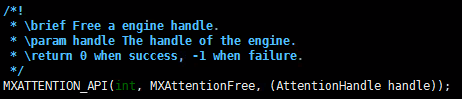 /*!
 * \brief Free a engine handle.
 * \param handle The handle of the engine.
 * \return 0 when success, -1 when failure.
 */
MXATTENTION_API(int, MXAttentionFree, (AttentionHandle handle));